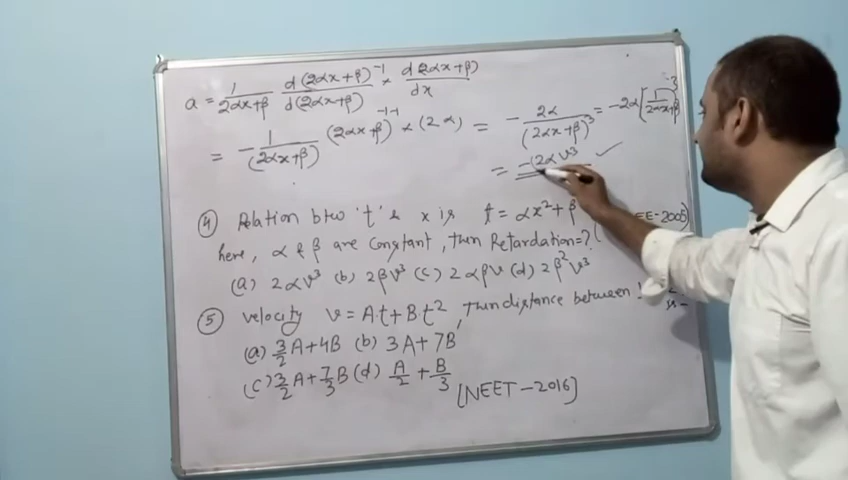 a = 1/(2αx+β) d(2αx+β)^-1/d(2αx+β) × d(2αx+β)/dx
= -1/(2αx+β) (2αx+β)^-1-1 × (2α) = -2α/(2αx+β)^3 = -2α(1/2αx+β)^3
= -(2αv^3 ✓
④ Relation btw 't' & x is t = αx^2 + β
EE-2005)
here, α & β are Constant, then Retardation=? (
(a) 2αv^3 (b) 2βv^3 (c) 2αβv (d) 2β^2v^3
⑤ velocity v = At+Bt^2, then distance between
(a) 3/2A+4B (b) 3A+7B
(c) 3/2A+7/3B (d) A/2+B/3 [NEET-2016]